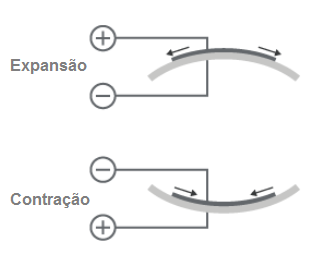 +
Expansão
−
−
Contração
+